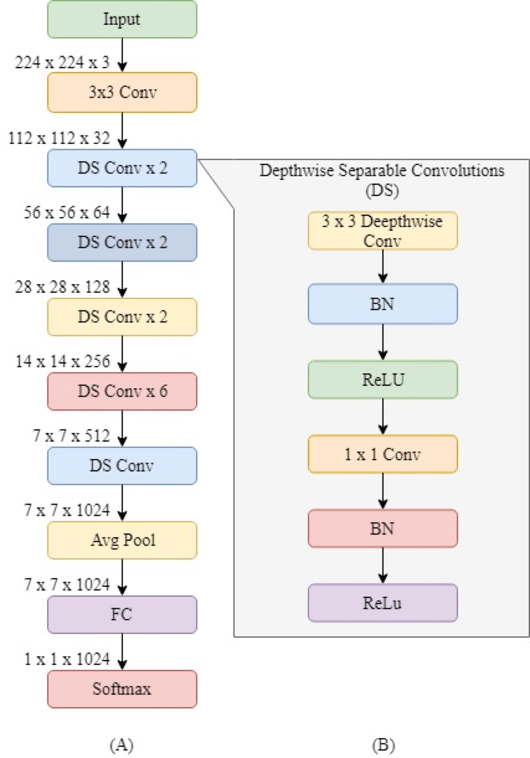 Input
224 x 224 x 3
3x3 Conv
112 x 112 x 32
DS Conv x 2
56 x 56 x 64
DS Conv x 2
28 x 28 x 128
DS Conv x 2
14 x 14 x 256
DS Conv x 6
7 x 7 x 512
DS Conv
7 x 7 x 1024
Avg Pool
7 x 7 x 1024
FC
1 x 1 x 1024
Softmax
(A)
Depthwise Separable Convolutions
(DS)
3 x 3 Deepthwise
Conv
BN
ReLU
1 x 1 Conv
BN
ReLu
(B)